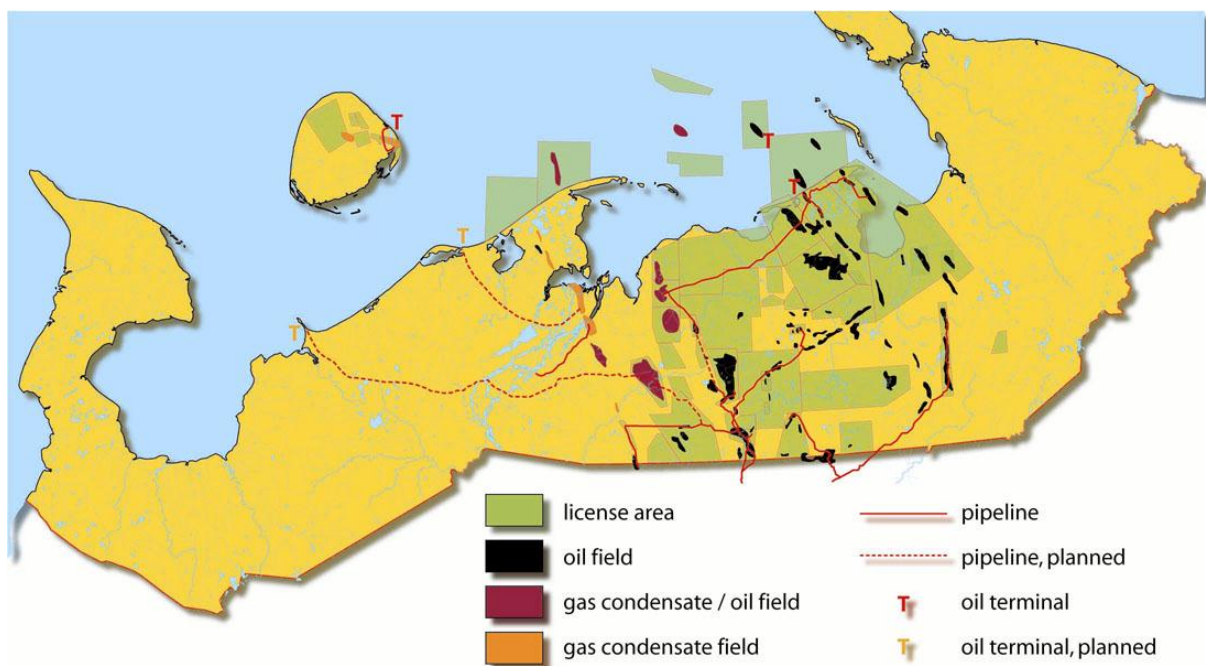 T
T
T
T
T
license area
pipeline
oil field
pipeline, planned
gas condensate / oil field
T oil terminal
gas condensate field
T oil terminal, planned